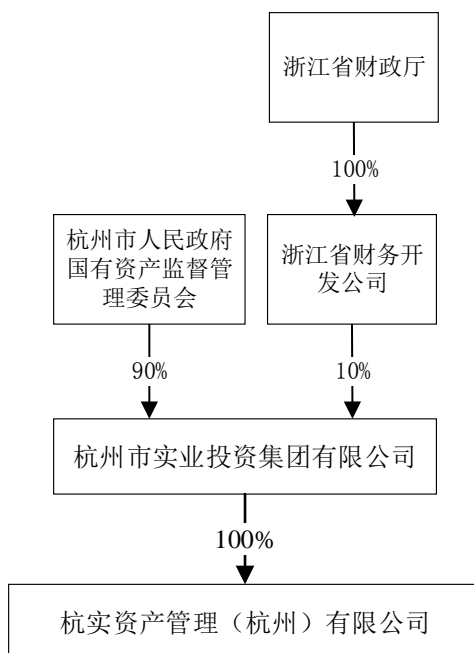 浙江省财政厅
100%
杭州市人民政府
国有资产监督管
理委员会
浙江省财务开
发公司
90%
10%
杭州市实业投资集团有限公司
100%
杭实资产管理（杭州）有限公司